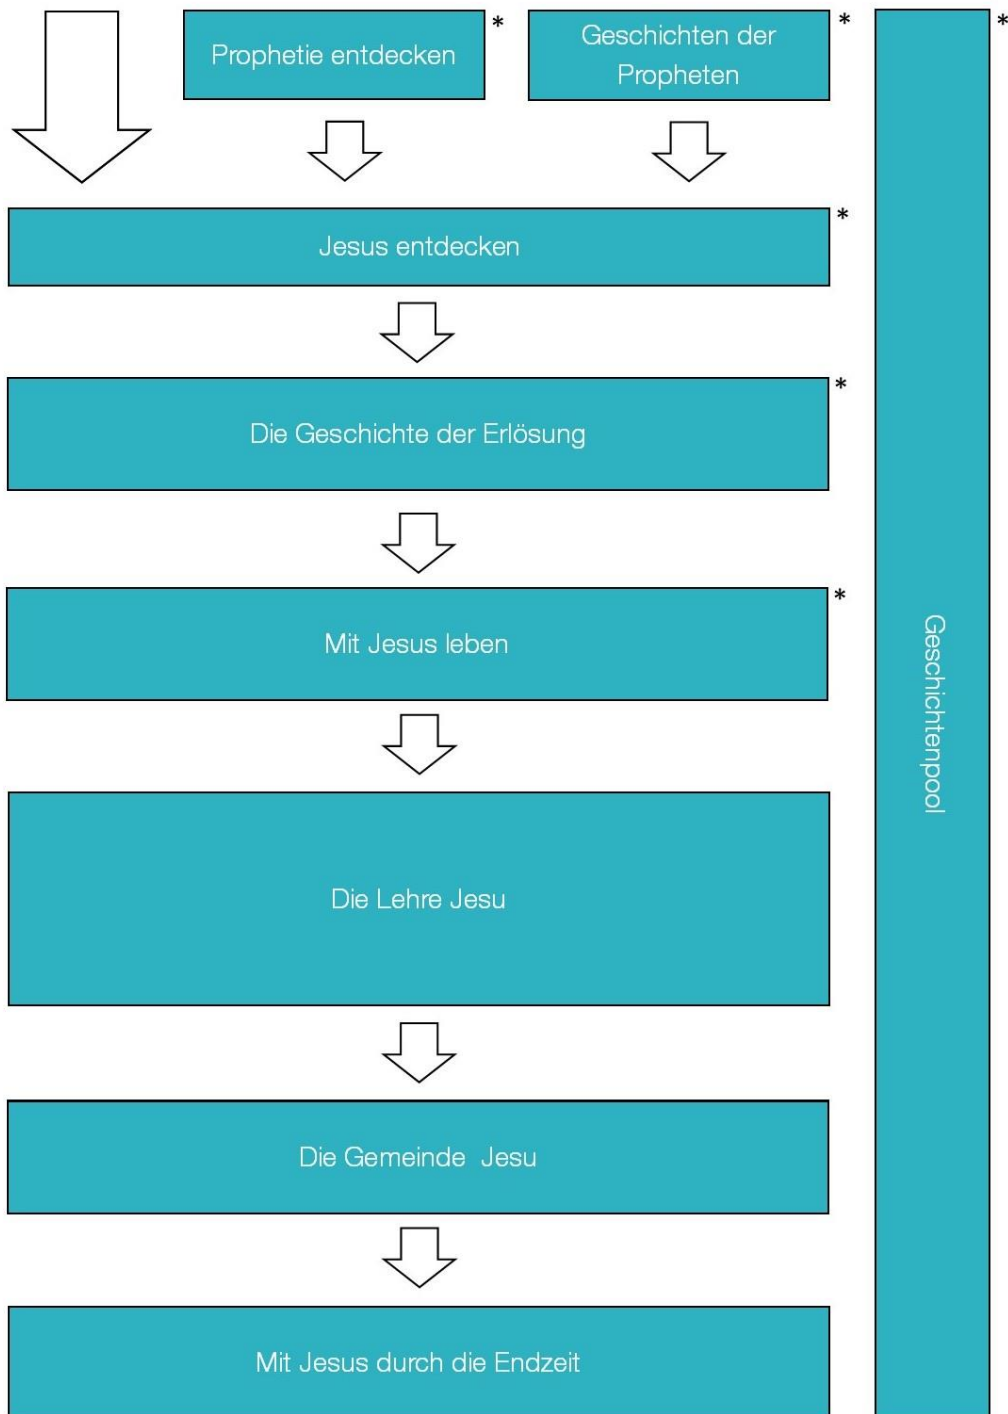 Prophetie entdecken *
Geschichten der *
Propheten
*
Jesus entdecken *
Die Geschichte der Erlösung *
Mit Jesus leben *
Geschichtenpool
Die Lehre Jesu
Die Gemeinde Jesu
Mit Jesus durch die Endzeit